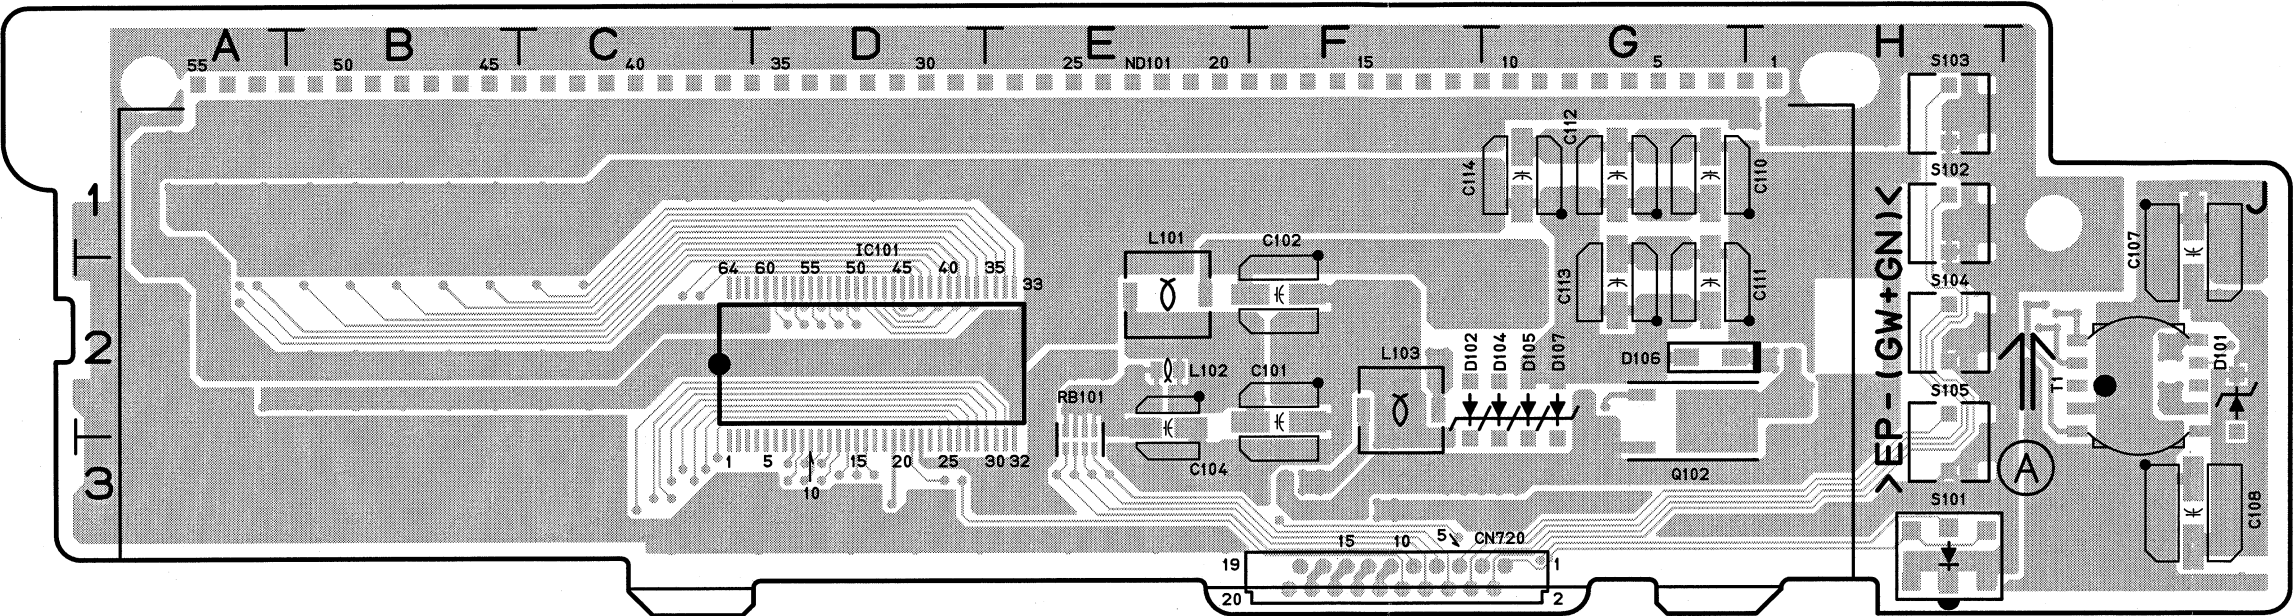 A B C D E F G H
55 50 45 40 35 30 25 ND101 20 15 10 5 1
S103
C112
C114
C110
S102
1
J
>EP-(GW+GN)<
C107
IC101
L101
C102
64 60 55 50 45 40 35
33
C113
C111
S104
2
D102
D104
D105
D107
L103
D106
D101
L102
C101
T1
RB101
S105
1 5 10 15 20 25 30 32
C104
Q102
A
3
S101
C108
15 10 5 CN720
19 1
20 2